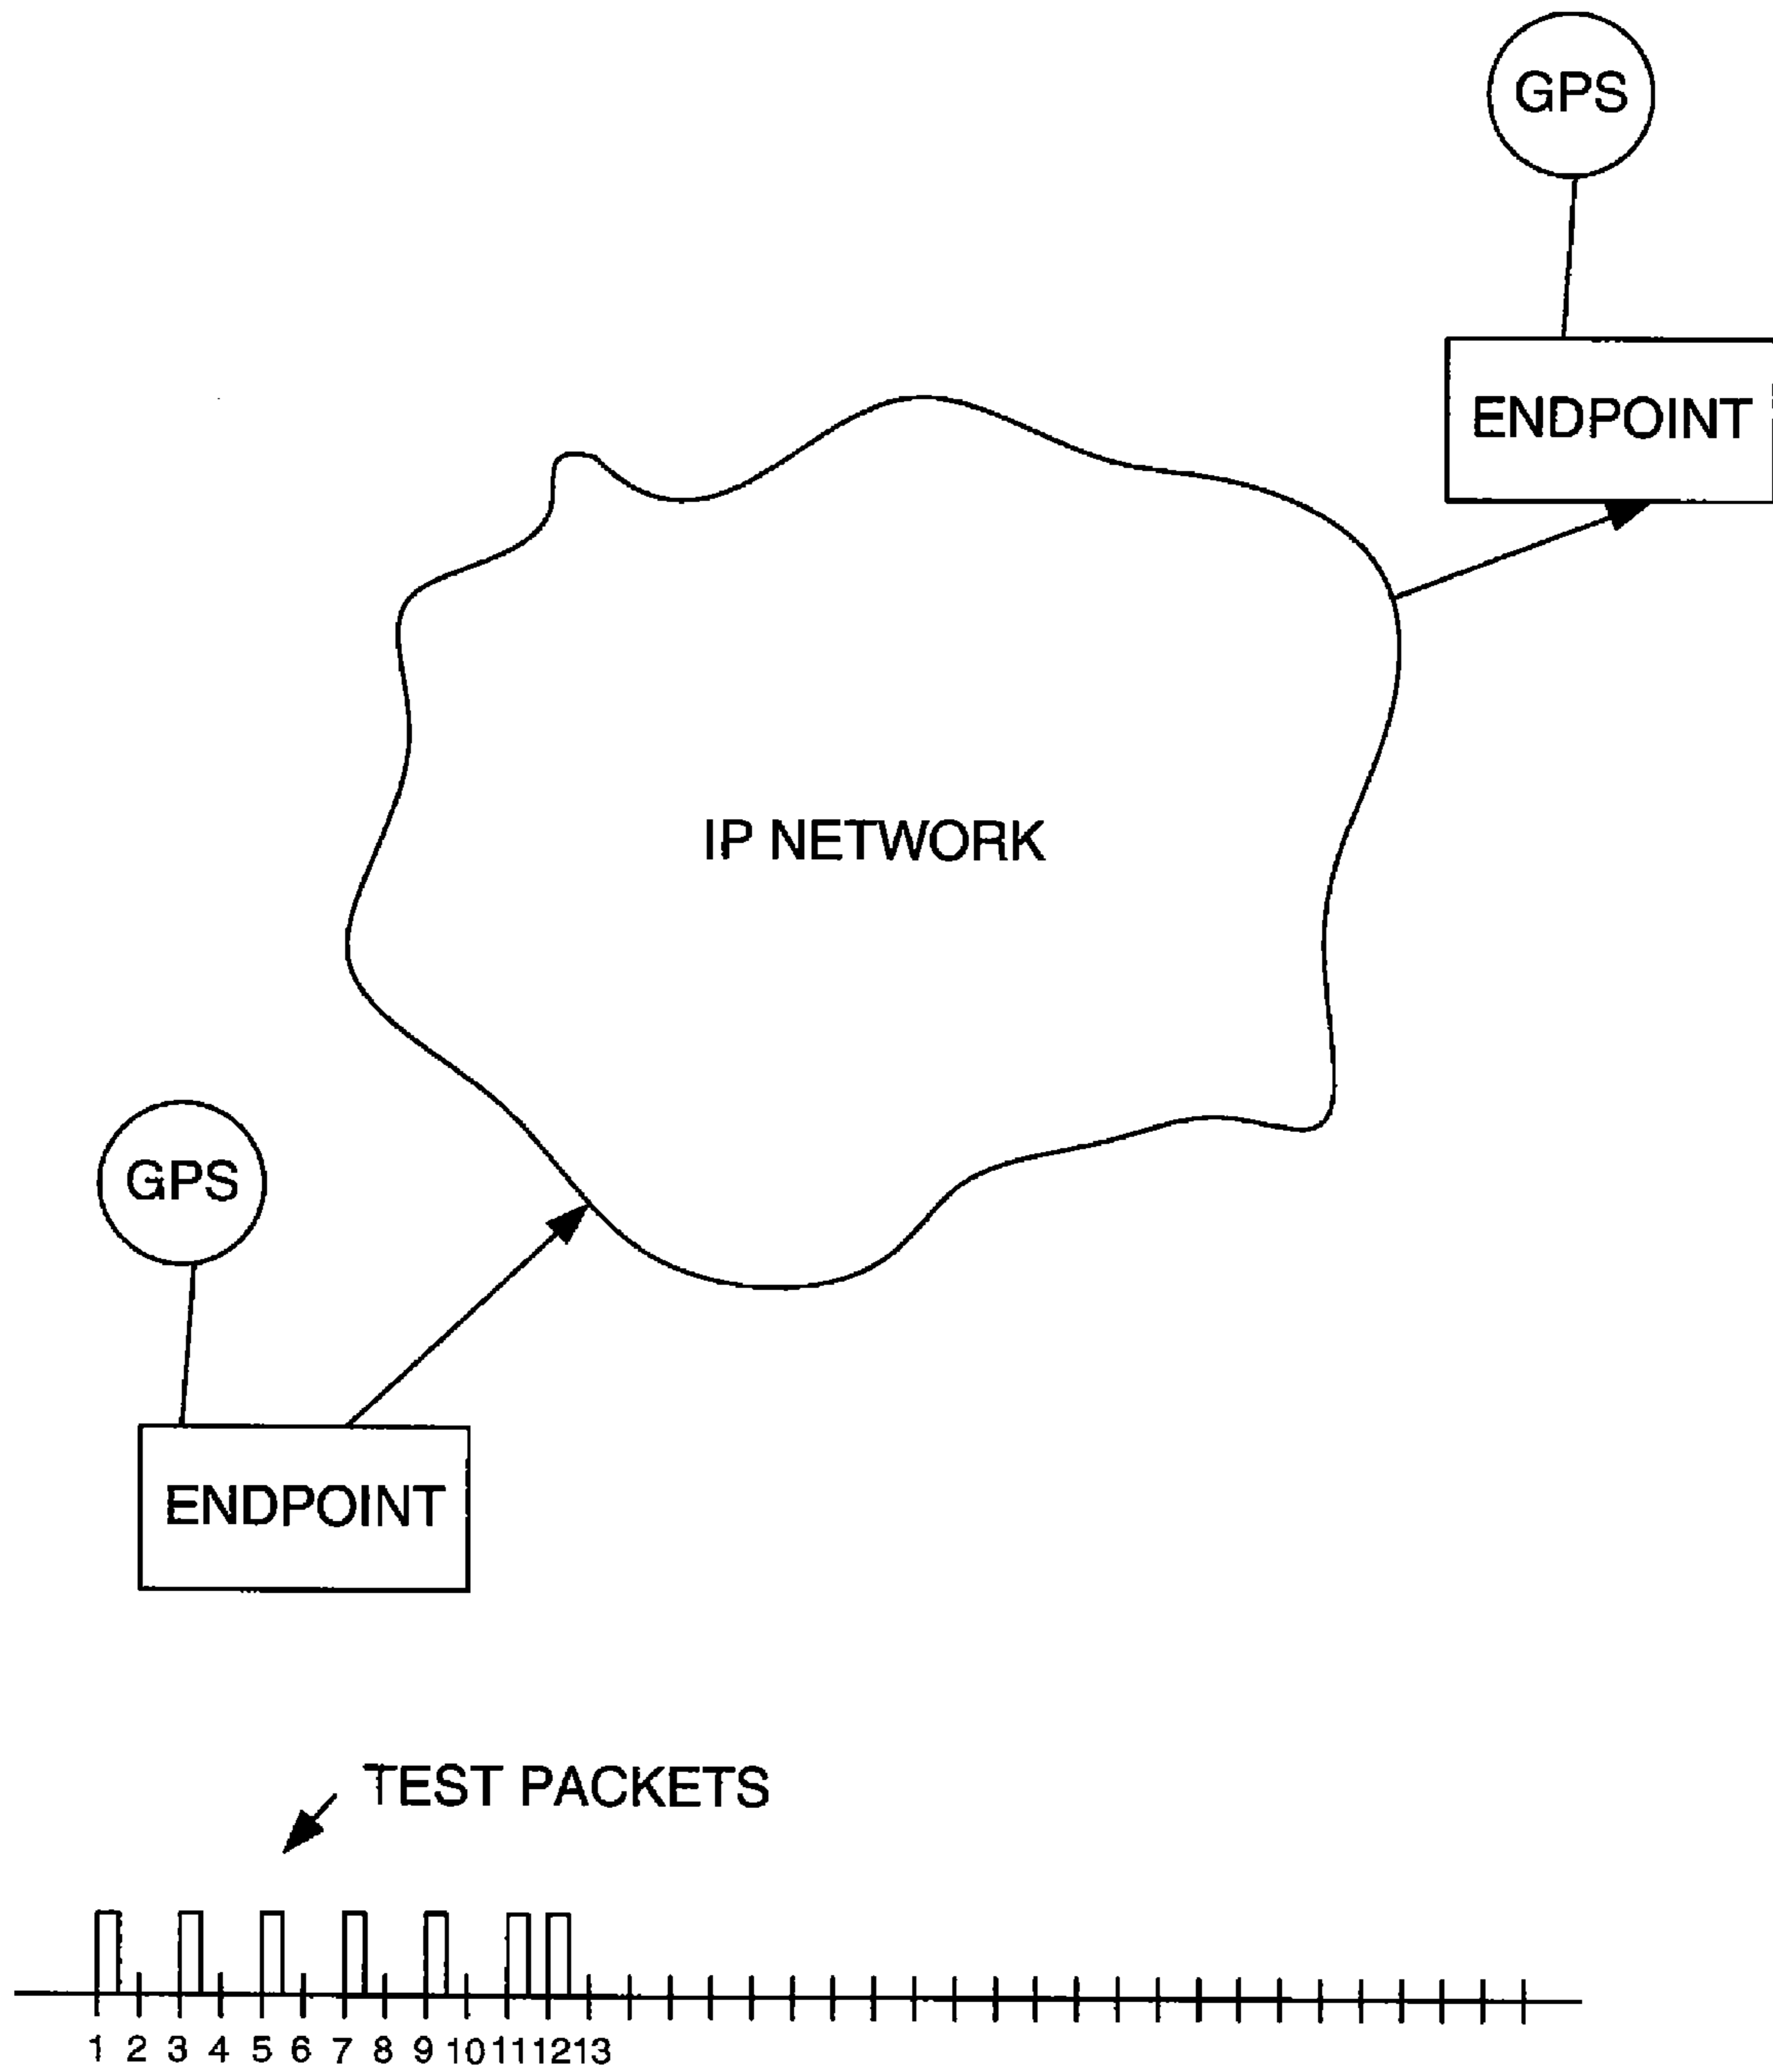 GPS
ENDPOINT
IP NETWORK
GPS
ENDPOINT
TEST PACKETS
1 2 3 4 5 6 7 8 9 10 11 12 13